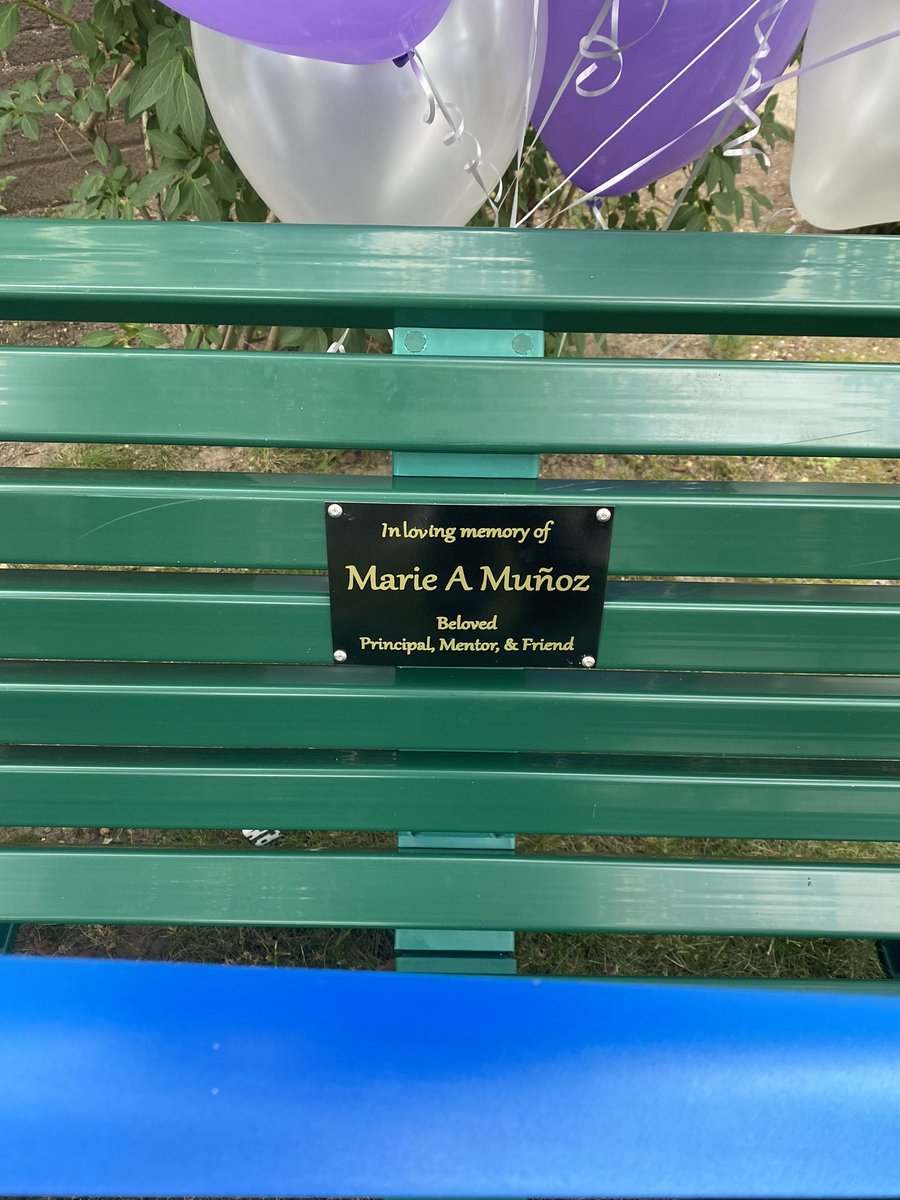 In loving memory of
Marie A Muñoz
Beloved
Principal, Mentor, & Friend